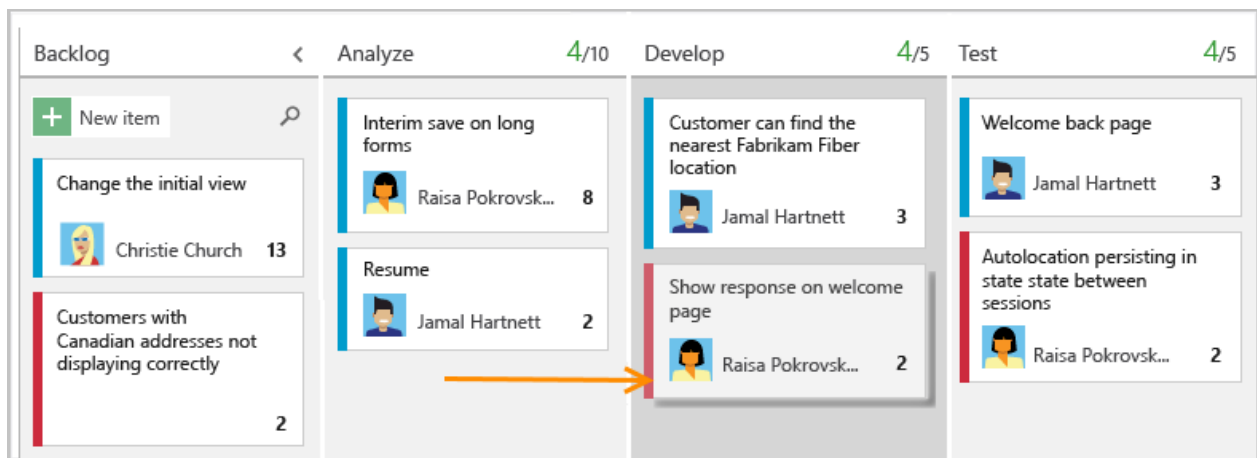 Backlog <
New item
Change the initial view
Christie Church 13
Customers with
Canadian addresses not
displaying correctly
2
Analyze 4/10
Interim save on long
forms
Raisa Pokrovsk... 8
Resume
Jamal Hartnett 2
Develop 4/5
Customer can find the
nearest Fabrikam Fiber
location
Jamal Hartnett 3
Show response on welcome
page
Raisa Pokrovsk... 2
Test 4/5
Welcome back page
Jamal Hartnett 3
Autolocation persisting in
state state between
sessions
Raisa Pokrovsk... 2